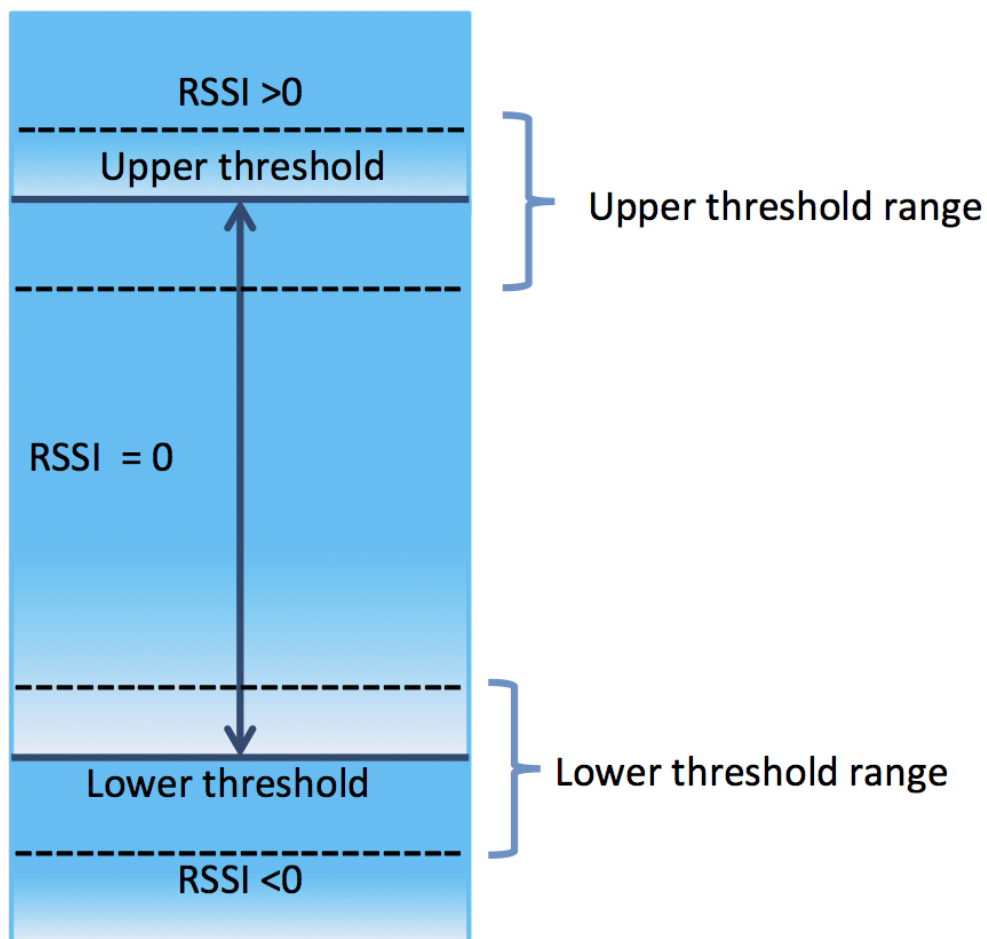 RSSI >0
Upper threshold
Upper threshold range
RSSI = 0
Lower threshold
Lower threshold range
RSSI <0